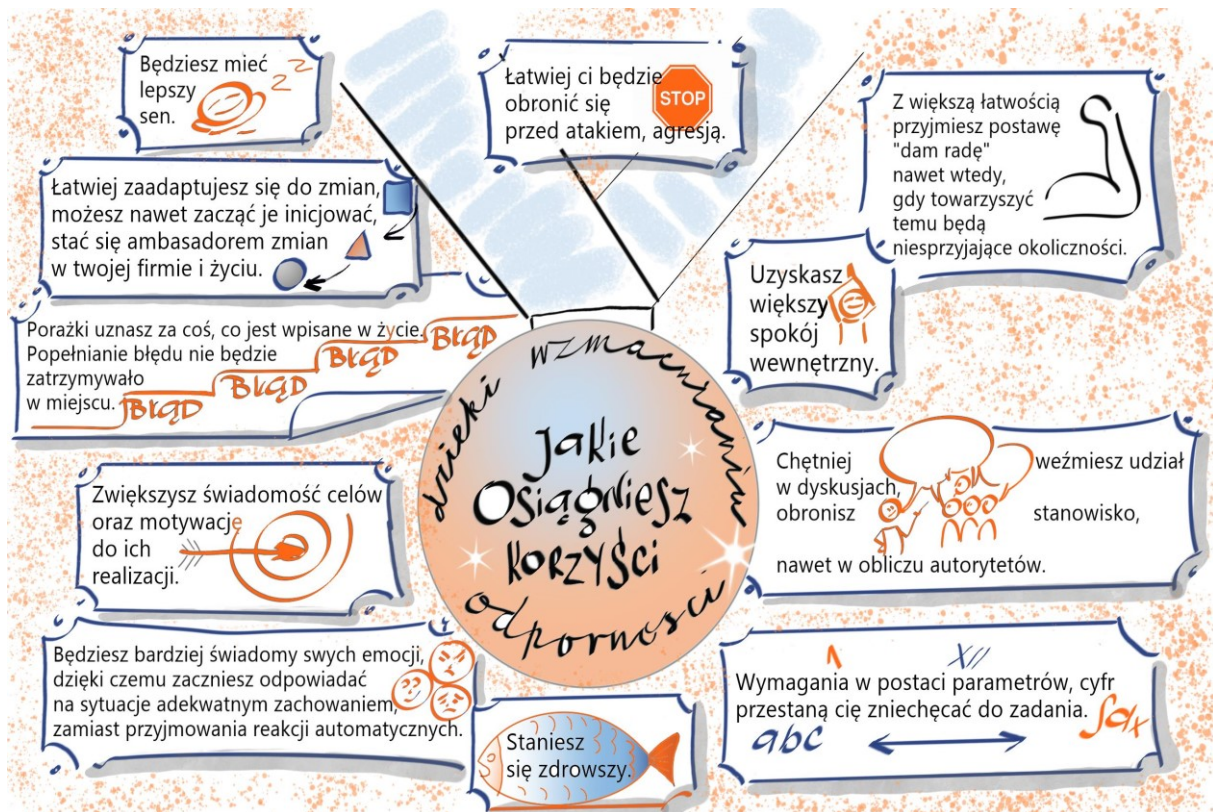 Będziesz mieć
lepszy
sen.
zzz
Łatwiej ci będzie
obronić się
przed atakiem, agresją.
STOP
Z większą łatwością
przyjmiesz postawę
"dam radę"
nawet wtedy,
gdy towarzyszyć
temu będą
niesprzyjające okoliczności.
Łatwiej zaadaptujesz się do zmian,
możesz nawet zacząć je inicjować,
stać się ambasadorem zmian
w twojej firmie i życiu.
Uzyskasz
większy
spokój
wewnętrzny.
Porażki uznasz za coś, co jest wpisane w życie.
Popełnianie błędu nie będzie
zatrzymywało
w miejscu.
BŁĄD
BŁĄD
BŁĄD
BŁĄD
Jakie
Osiągniesz
korzyści
dzięki wzmacnianiu
odporności
Chętniej weźmiesz udział
w dyskusjach,
obronisz stanowisko,
nawet w obliczu autorytetów.
Zwiększysz świadomość celów
oraz motywację
do ich
realizacji.
Będziesz bardziej świadomy swych emocji,
dzięki czemu zaczniesz odpowiadać
na sytuacje adekwatnym zachowaniem,
zamiast przyjmowania reakcji automatycznych.
Staniesz
się zdrowszy.
XII
Wymagania w postaci parametrów, cyfr
przestaną cię zniechęcać do zadania.
abc
∫dx